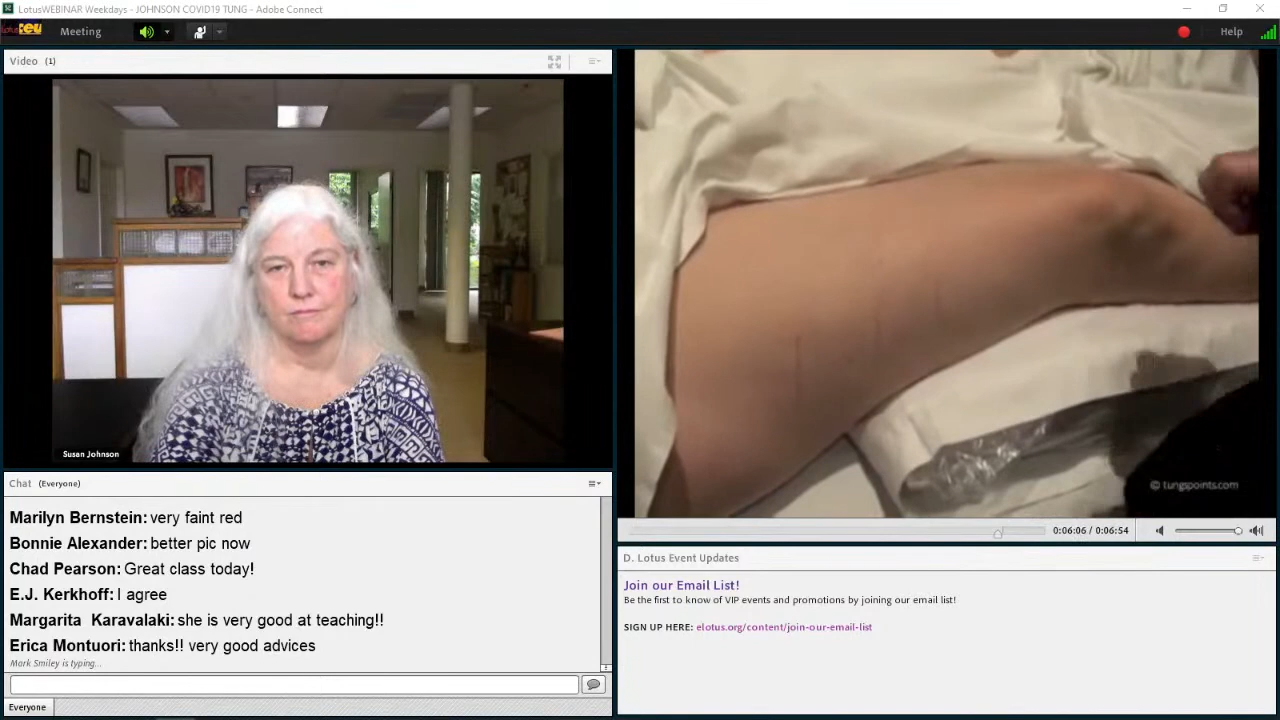 LotusWEBINAR Weekdays - JOHNSON COVID19 TUNG - Adobe Connect
Lotus
Meeting
Help
Video (1)
Susan Johnson
© tungspoints.com
0:06:06 / 0:06:54
Chat (Everyone)
Marilyn Bernstein: very faint red
Bonnie Alexander: better pic now
Chad Pearson: Great class today!
E.J. Kerkhoff: I agree
Margarita Karavalaki: she is very good at teaching!!
Erica Montuori: thanks!! very good advices
Mark Smiley is typing...
Everyone
D. Lotus Event Updates
Join our Email List!
Be the first to know of VIP events and promotions by joining our email list!
SIGN UP HERE: elotus.org/content/join-our-email-list